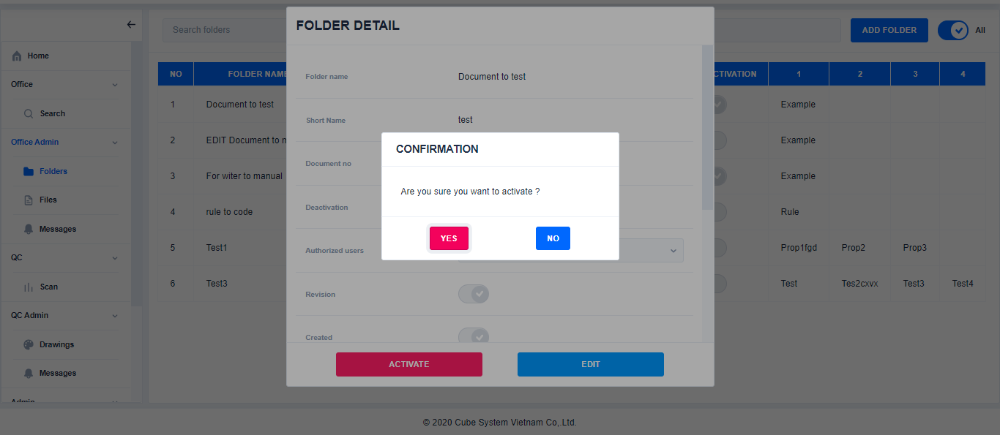 Home
Office
Search
Office Admin
Folders
Files
Messages
QC
Scan
QC Admin
Drawings
Messages
Admin
Search folders
ADD FOLDER
All
NO FOLDER NAME CTIVATION 1 2 3 4
1 Document to test Example
2 EDIT Document to m Example
3 For witer to manual Example
4 rule to code Rule
5 Test1 Prop1fgd Prop2 Prop3
6 Test3 Test Tes2cxvx Test3 Test4
FOLDER DETAIL
Folder name Document to test
Short Name test
Document no
Deactivation
Authorized users
Revision
Created
ACTIVATE EDIT
CONFIRMATION
Are you sure you want to activate ?
YES NO
© 2020 Cube System Vietnam Co,.Ltd.